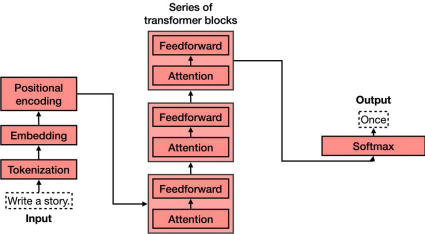 Series of
transformer blocks
Feedforward
Attention
Feedforward
Attention
Feedforward
Attention
Positional
encoding
Embedding
Tokenization
Write a story.
Input
Output
Once
Softmax